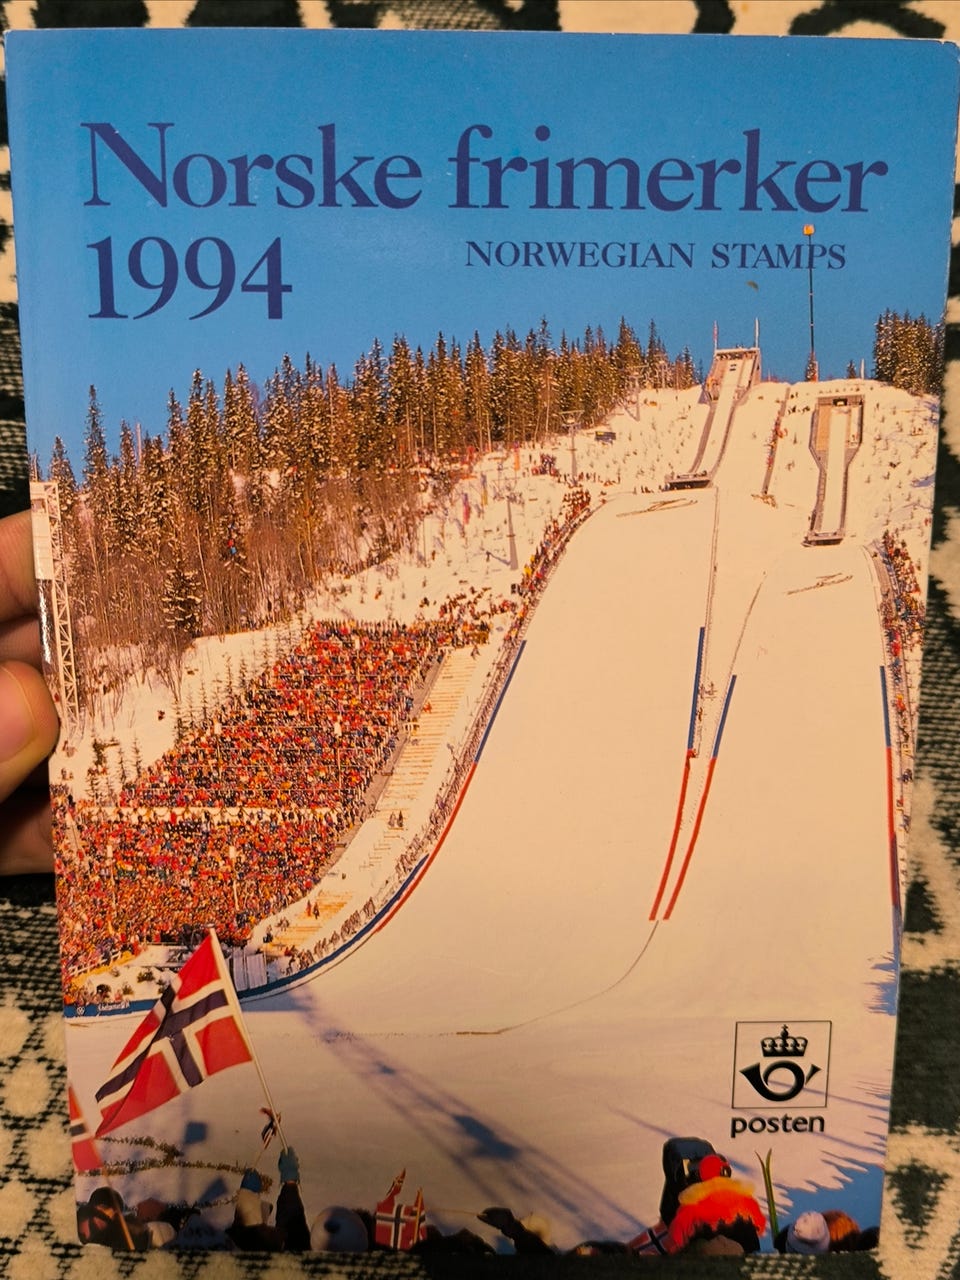 Norske frimerker
1994
NORWEGIAN STAMPS
posten